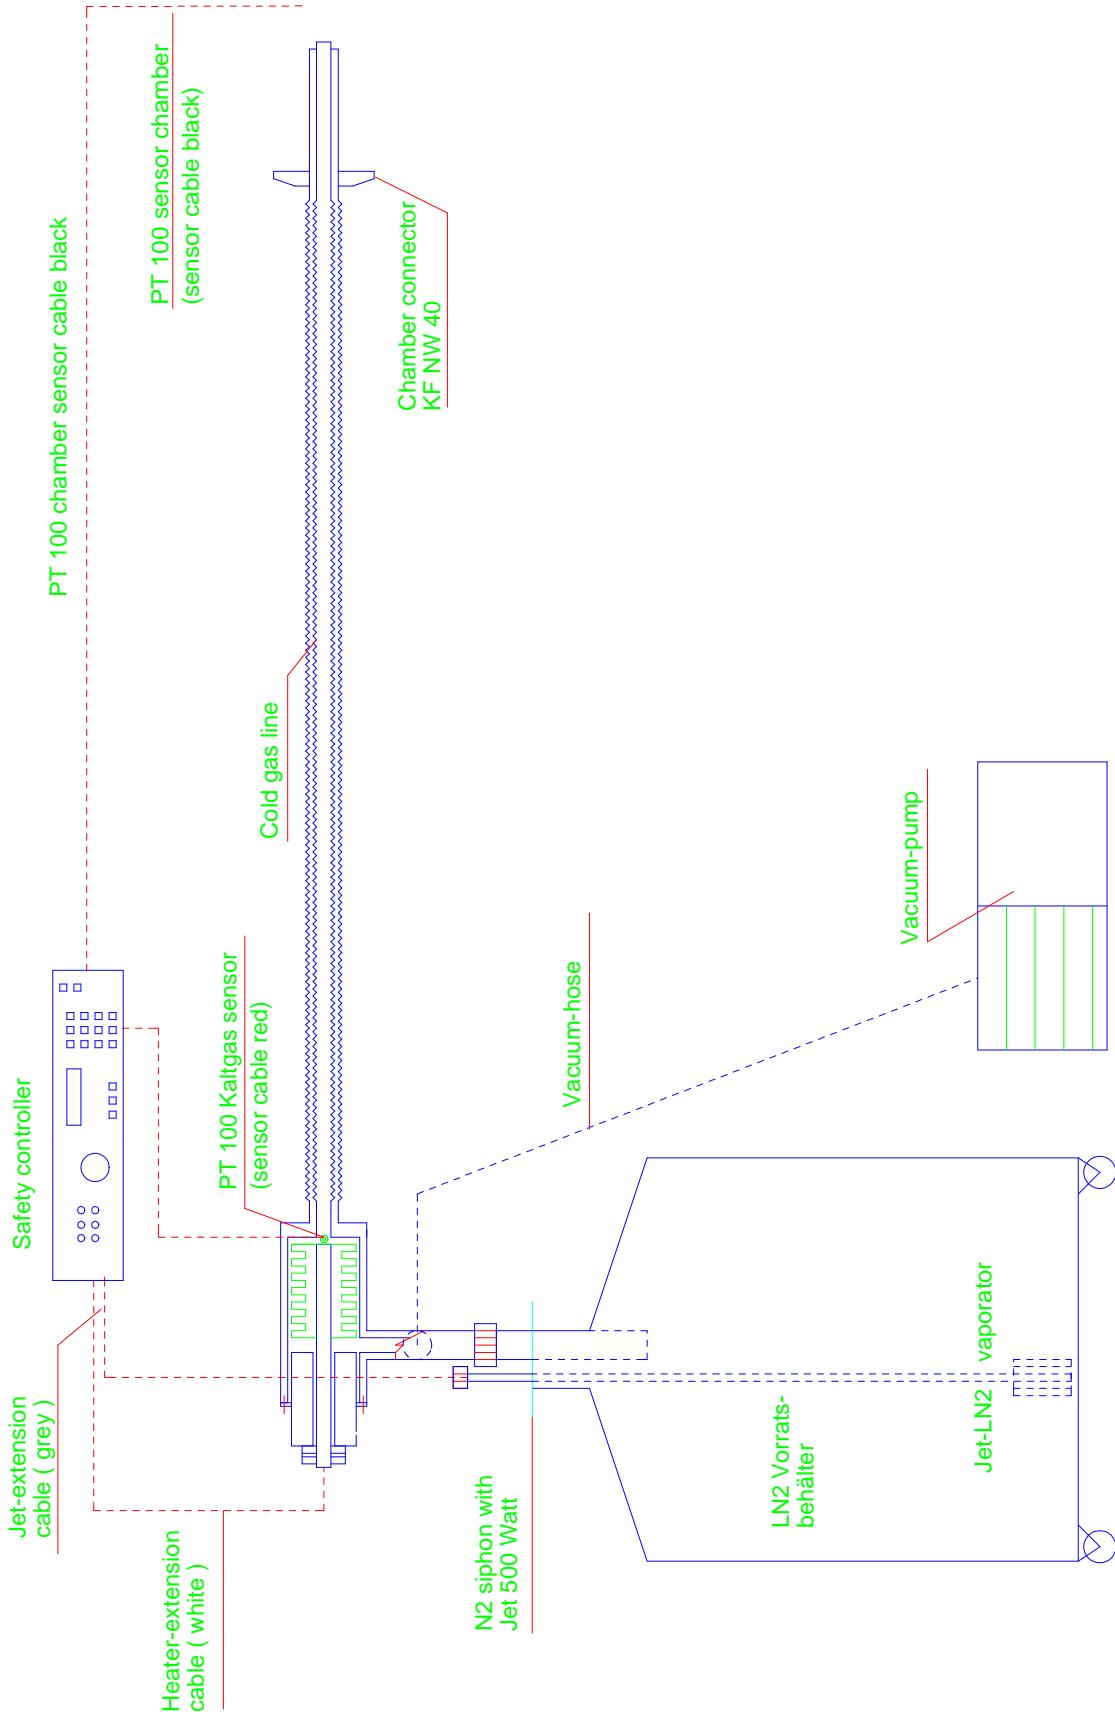 PT 100 chamber sensor cable black
PT 100 sensor chamber
(sensor cable black)
Chamber connector
KF NW 40
Cold gas line
Safety controller
PT 100 Kaltgas sensor
(sensor cable red)
Vacuum-hose
Vacuum-pump
Jet-extension
cable ( grey )
Heater-extension
cable ( white )
N2 siphon with
Jet 500 Watt
LN2 Vorrats-
behälter
Jet-LN2 vaporator